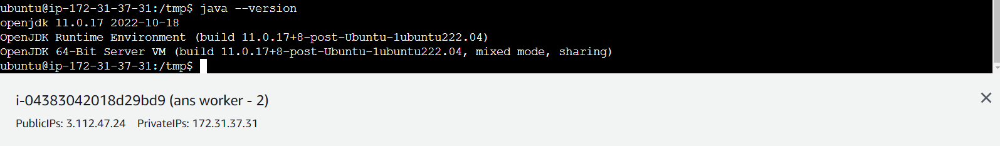 ubuntu@ip-172-31-37-31:/tmp$ java --version
openjdk 11.0.17 2022-10-18
OpenJDK Runtime Environment (build 11.0.17+8-post-Ubuntu-1ubuntu222.04)
OpenJDK 64-Bit Server VM (build 11.0.17+8-post-Ubuntu-1ubuntu222.04, mixed mode, sharing)
ubuntu@ip-172-31-37-31:/tmp$
i-04383042018d29bd9 (ans worker - 2)
PublicIPs: 3.112.47.24 PrivateIPs: 172.31.37.31